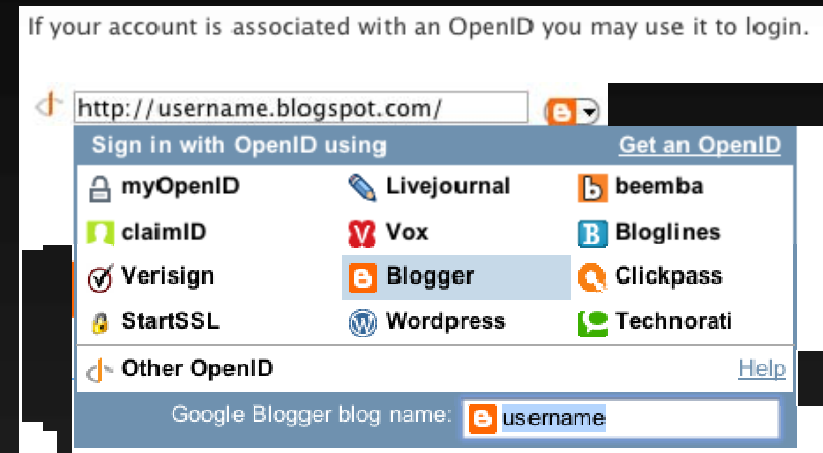 If your account is associated with an OpenID you may use it to login.
http://username.blogspot.com/
Sign in with OpenID using Get an OpenID
myOpenID Livejournal beemba
claimID Vox Bloglines
Verisign Blogger Clickpass
StartSSL Wordpress Technorati
Other OpenID Help
Google Blogger blog name: username